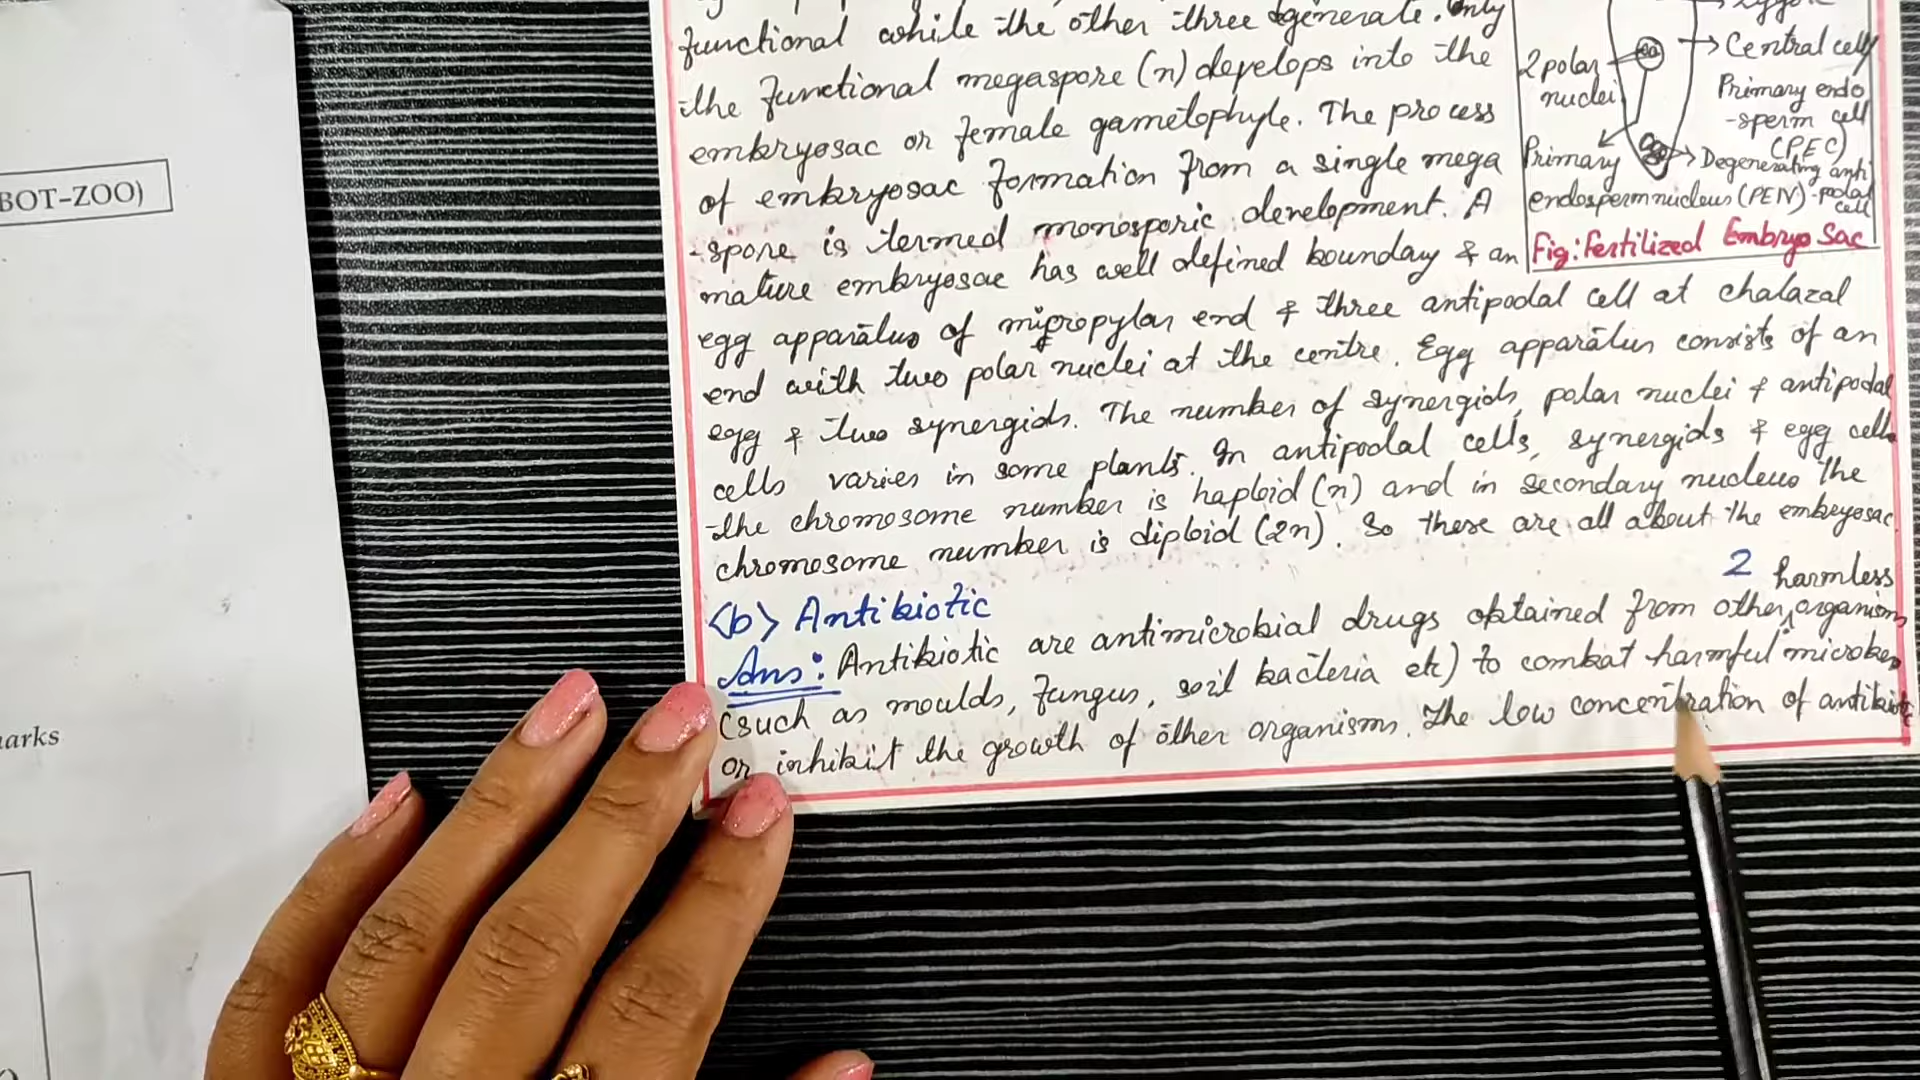 functional while the other three degenerate. Only
the functional megaspore (n) develops into the
embryosac or female gametophyte. The process
of embryosac formation from a single mega
-spore is termed monosporic development. A
mature embryosac has well defined boundary & an
egg apparatus of micropylar end & three antipodal cell at chalazal
end with two polar nuclei at the centre. Egg apparatus consists of an
egg & two synergids. The number of synergids, polar nuclei & antipodal
cells varies in some plants. In antipodal cells, synergids & egg cell
the chromosome number is haploid (n) and in secondary nucleus the
chromosome number is diploid (2n). So these are all about the embryosac.
2
<b> Antibiotic
harmless
Ans: Antibiotic are antimicrobial drugs obtained from other organism
(such as moulds, fungus, soil bacteria etc) to combat harmful microbes
or inhibit the growth of other organisms. The low concentration of antibiotic
Central cell
2 polar
nuclei
Primary endo
-sperm cell
(PEC)
Primary
endosperm nucleus (PEN)
Degenerating anti
-podal
cell
Fig: Fertilized Embryo Sac
BOT-ZOO)
arks